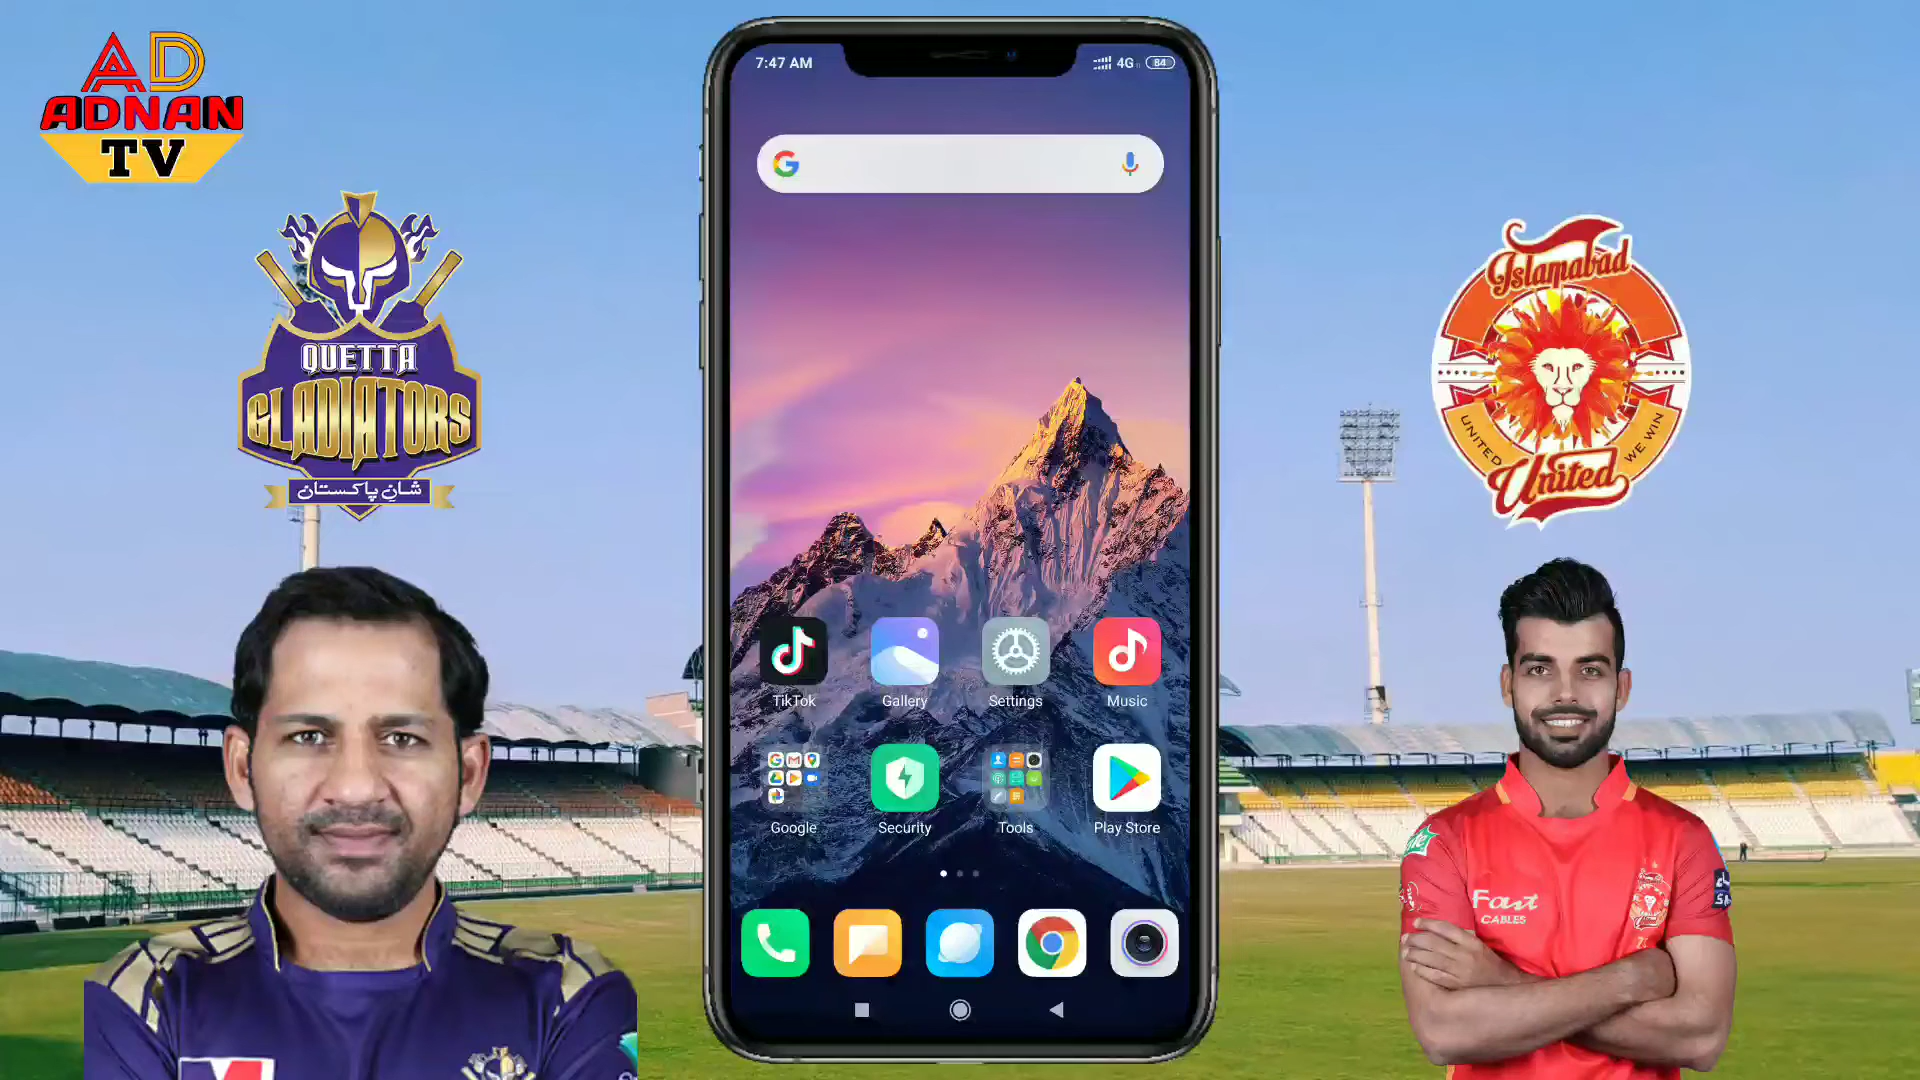 AD
ADNAN
TV
QUETTA
GLADIATORS
شانِ پاکستان
7:47 AM
4G
84
TikTok
Gallery
Settings
Music
Google
Security
Tools
Play Store
Islamabad
UNITED
WE WIN
United
Fast
CABLES